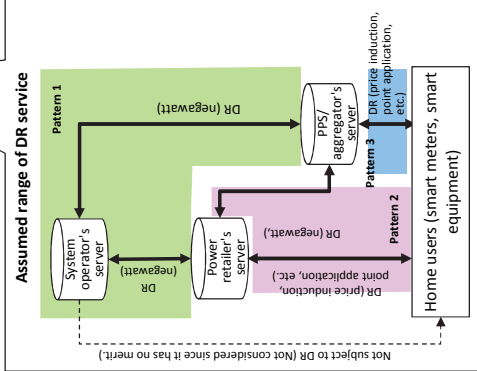 Assumed range of DR service
Pattern 1
System
operator's
server
DR (negawatt)
DR
(negawatt)
Power
retailer's
server
PPS/
aggregator's
server
DR (negawatt,
DR (price induction,
point application, etc.)
Pattern 2
Pattern 3
DR (price induction,
point application,
etc.)
Not subject to DR (Not considered since it has no merit.)
Home users (smart meters, smart
equipment)